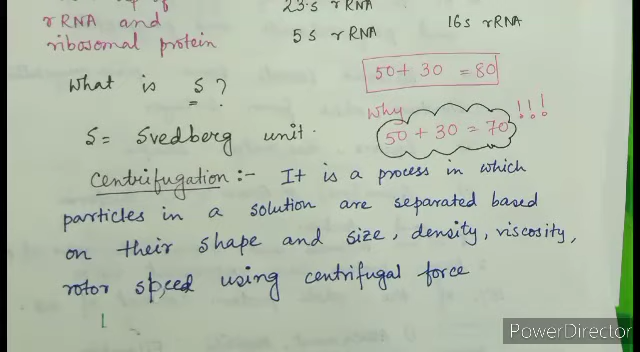 23·s rRNA
rRNA and
16s rRNA
ribosomal protein
5s rRNA
What is S ?
50 + 30 = 80
Why
50 + 30 = 70 !!!
S = Svedberg unit.
Centrifugation :- It is a process in which
particles in a solution are separated based
on their shape and size, density, viscosity,
rotor speed using centrifugal force
PowerDirector